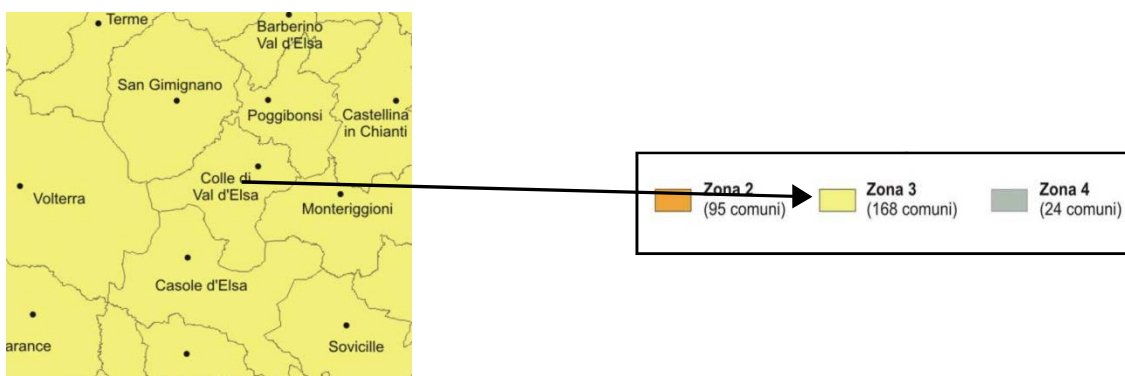 Terme
Barberino
Val d'Elsa
San Gimignano
Poggibonsi
Castellina
in Chianti
Colle di
Val d'Elsa
Volterra
Monteriggioni
Casole d'Elsa
arance
Sovicille
Zona 2
(95 comuni)
Zona 3
(168 comuni)
Zona 4
(24 comuni)